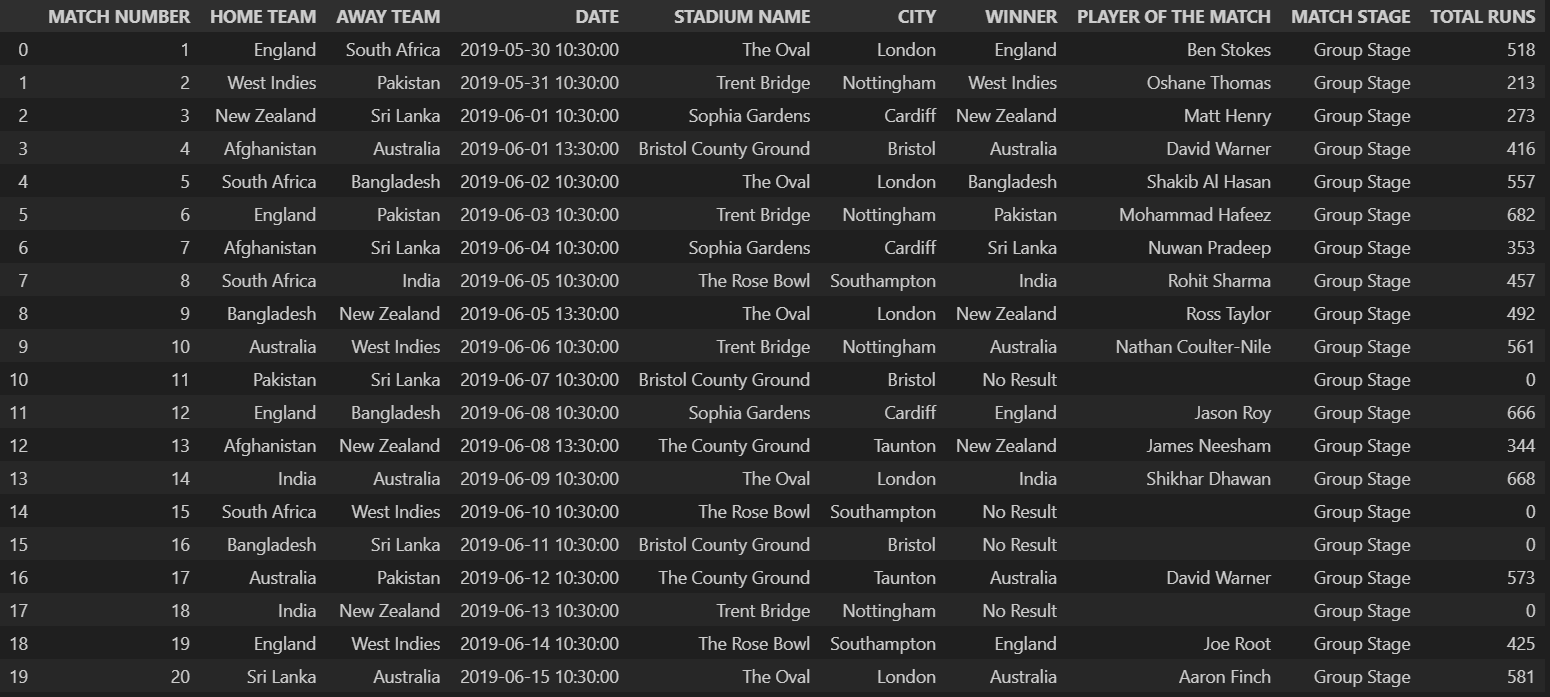 MATCH NUMBER HOME TEAM AWAY TEAM DATE STADIUM NAME CITY WINNER PLAYER OF THE MATCH MATCH STAGE TOTAL RUNS
0 1 England South Africa 2019-05-30 10:30:00 The Oval London England Ben Stokes Group Stage 518
1 2 West Indies Pakistan 2019-05-31 10:30:00 Trent Bridge Nottingham West Indies Oshane Thomas Group Stage 213
2 3 New Zealand Sri Lanka 2019-06-01 10:30:00 Sophia Gardens Cardiff New Zealand Matt Henry Group Stage 273
3 4 Afghanistan Australia 2019-06-01 13:30:00 Bristol County Ground Bristol Australia David Warner Group Stage 416
4 5 South Africa Bangladesh 2019-06-02 10:30:00 The Oval London Bangladesh Shakib Al Hasan Group Stage 557
5 6 England Pakistan 2019-06-03 10:30:00 Trent Bridge Nottingham Pakistan Mohammad Hafeez Group Stage 682
6 7 Afghanistan Sri Lanka 2019-06-04 10:30:00 Sophia Gardens Cardiff Sri Lanka Nuwan Pradeep Group Stage 353
7 8 South Africa India 2019-06-05 10:30:00 The Rose Bowl Southampton India Rohit Sharma Group Stage 457
8 9 Bangladesh New Zealand 2019-06-05 13:30:00 The Oval London New Zealand Ross Taylor Group Stage 492
9 10 Australia West Indies 2019-06-06 10:30:00 Trent Bridge Nottingham Australia Nathan Coulter-Nile Group Stage 561
10 11 Pakistan Sri Lanka 2019-06-07 10:30:00 Bristol County Ground Bristol No Result Group Stage 0
11 12 England Bangladesh 2019-06-08 10:30:00 Sophia Gardens Cardiff England Jason Roy Group Stage 666
12 13 Afghanistan New Zealand 2019-06-08 13:30:00 The County Ground Taunton New Zealand James Neesham Group Stage 344
13 14 India Australia 2019-06-09 10:30:00 The Oval London India Shikhar Dhawan Group Stage 668
14 15 South Africa West Indies 2019-06-10 10:30:00 The Rose Bowl Southampton No Result Group Stage 0
15 16 Bangladesh Sri Lanka 2019-06-11 10:30:00 Bristol County Ground Bristol No Result Group Stage 0
16 17 Australia Pakistan 2019-06-12 10:30:00 The County Ground Taunton Australia David Warner Group Stage 573
17 18 India New Zealand 2019-06-13 10:30:00 Trent Bridge Nottingham No Result Group Stage 0
18 19 England West Indies 2019-06-14 10:30:00 The Rose Bowl Southampton England Joe Root Group Stage 425
19 20 Sri Lanka Australia 2019-06-15 10:30:00 The Oval London Australia Aaron Finch Group Stage 581